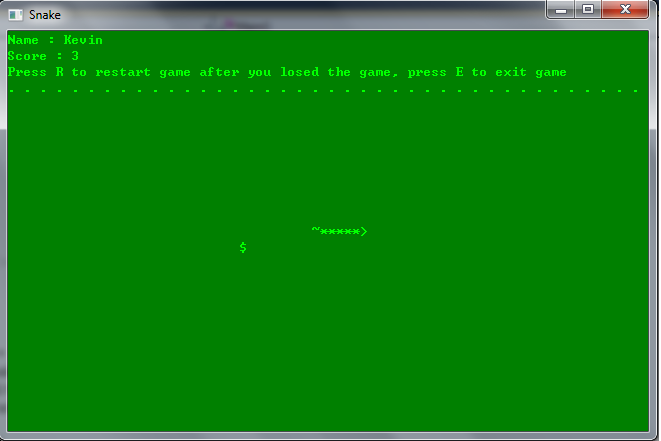 Snake
Name : Kevin
Score : 3
Press R to restart game after you losed the game, press E to exit game
- - - - - - - - - - - - - - - - - - - - - - - - - - - - - - - - - - - - - - - -
~*****>
$